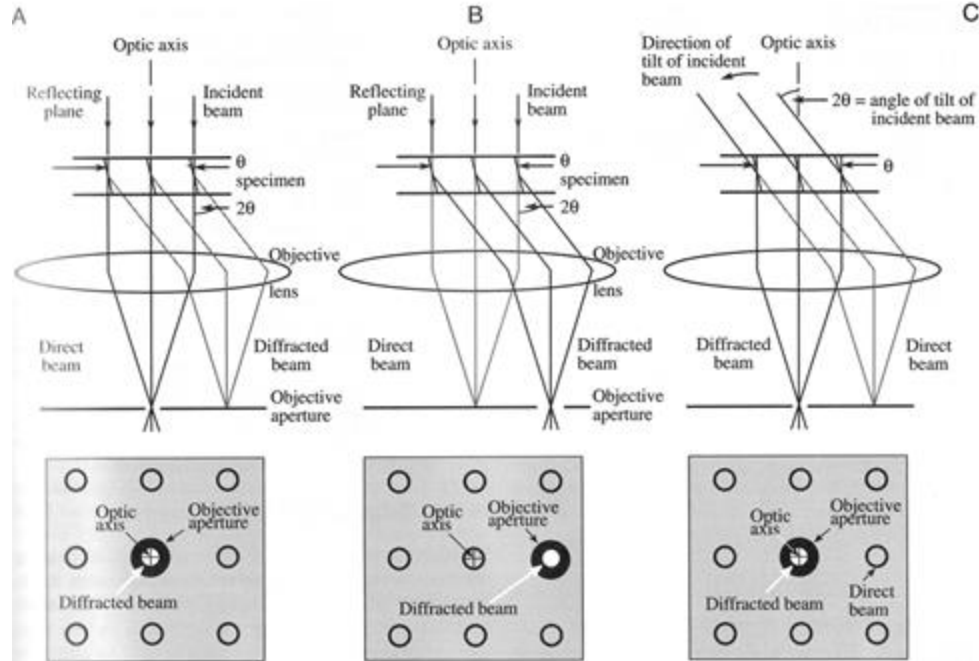 A
Optic axis
Reflecting
plane
Incident
beam
θ
specimen
2θ
Objective
lens
Direct
beam
Diffracted
beam
Objective
aperture
Optic
axis
Objective
aperture
Diffracted beam
B
Optic axis
Reflecting
plane
Incident
beam
θ
specimen
2θ
Objective
lens
Direct
beam
Diffracted
beam
Objective
aperture
Optic
axis
Objective
aperture
Diffracted beam
C
Direction of
tilt of incident
beam
Optic axis
2θ = angle of tilt of
incident beam
θ
Diffracted
beam
Direct
beam
Optic
axis
Objective
aperture
Diffracted beam
Direct
beam